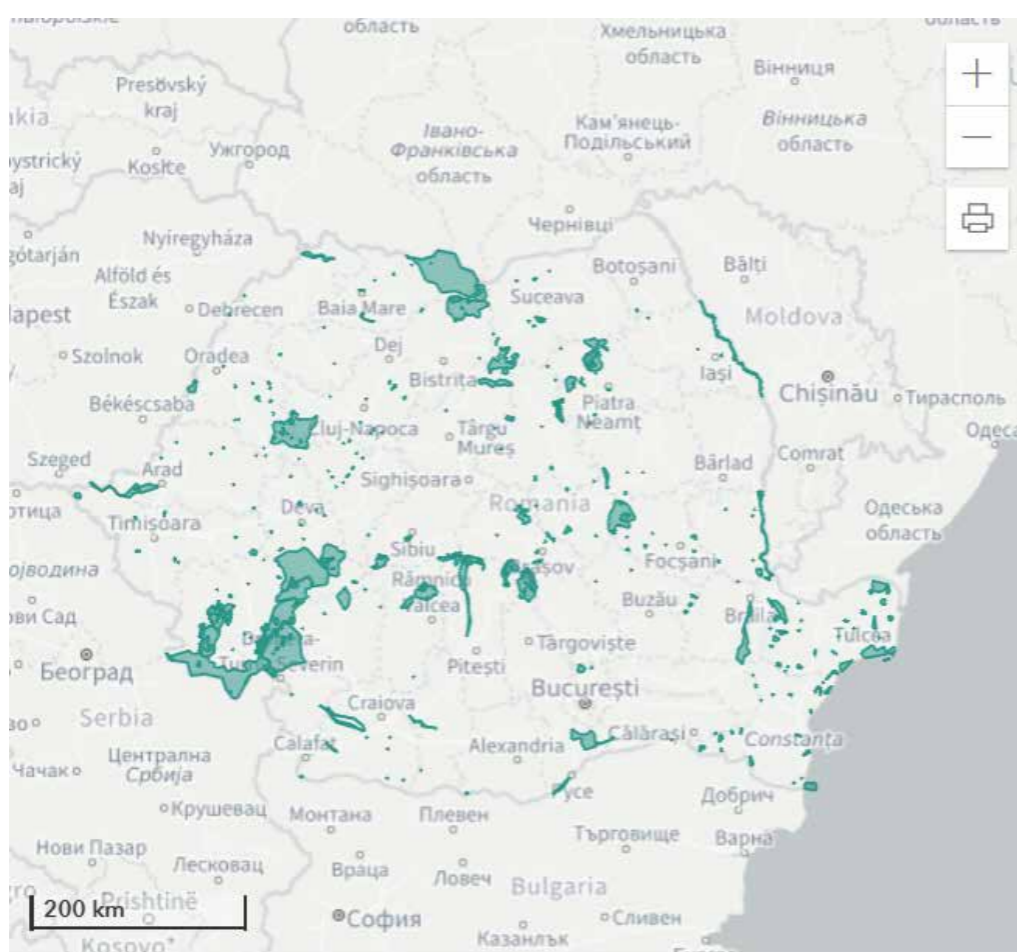 область
область
Хмельницька
область
Вінниця
Prešovský
kraj
Вінницька
область
Івано-
Франківська
область
Кам'янець-
Подільський
Košice
Ужгород
Чернівці
Nyíregyháza
Alföld és
Észak
Botoșani
Bălți
Debrecen
Baia Mare
Suceava
Moldova
Szolnok
Oradea
Dej
Iași
Chișinău
Bistrița
Тирасполь
Békéscsaba
Piatra
Neamț
Cluj-Napoca
Târgu
Mureș
Szeged
Arad
Sighișoara
Bârlad
Comrat
Romania
Deva
Одеська
область
Timișoara
Sibiu
Focșani
Buzău
Brăila
Tulcea
Târgoviște
Београд
Pitești
București
Serbia
Craiova
Calafat
Alexandria
Călărași
Constanța
Централна
Србија
Чачак
Крушевац
Монтана
Плевен
Русе
Добрич
Търговище
Варна
Нови Пазар
Лесковац
Враца
Ловеч
Bulgaria
200 km
Prishtinë
София
Сливен
Казанлък
Kosovo*